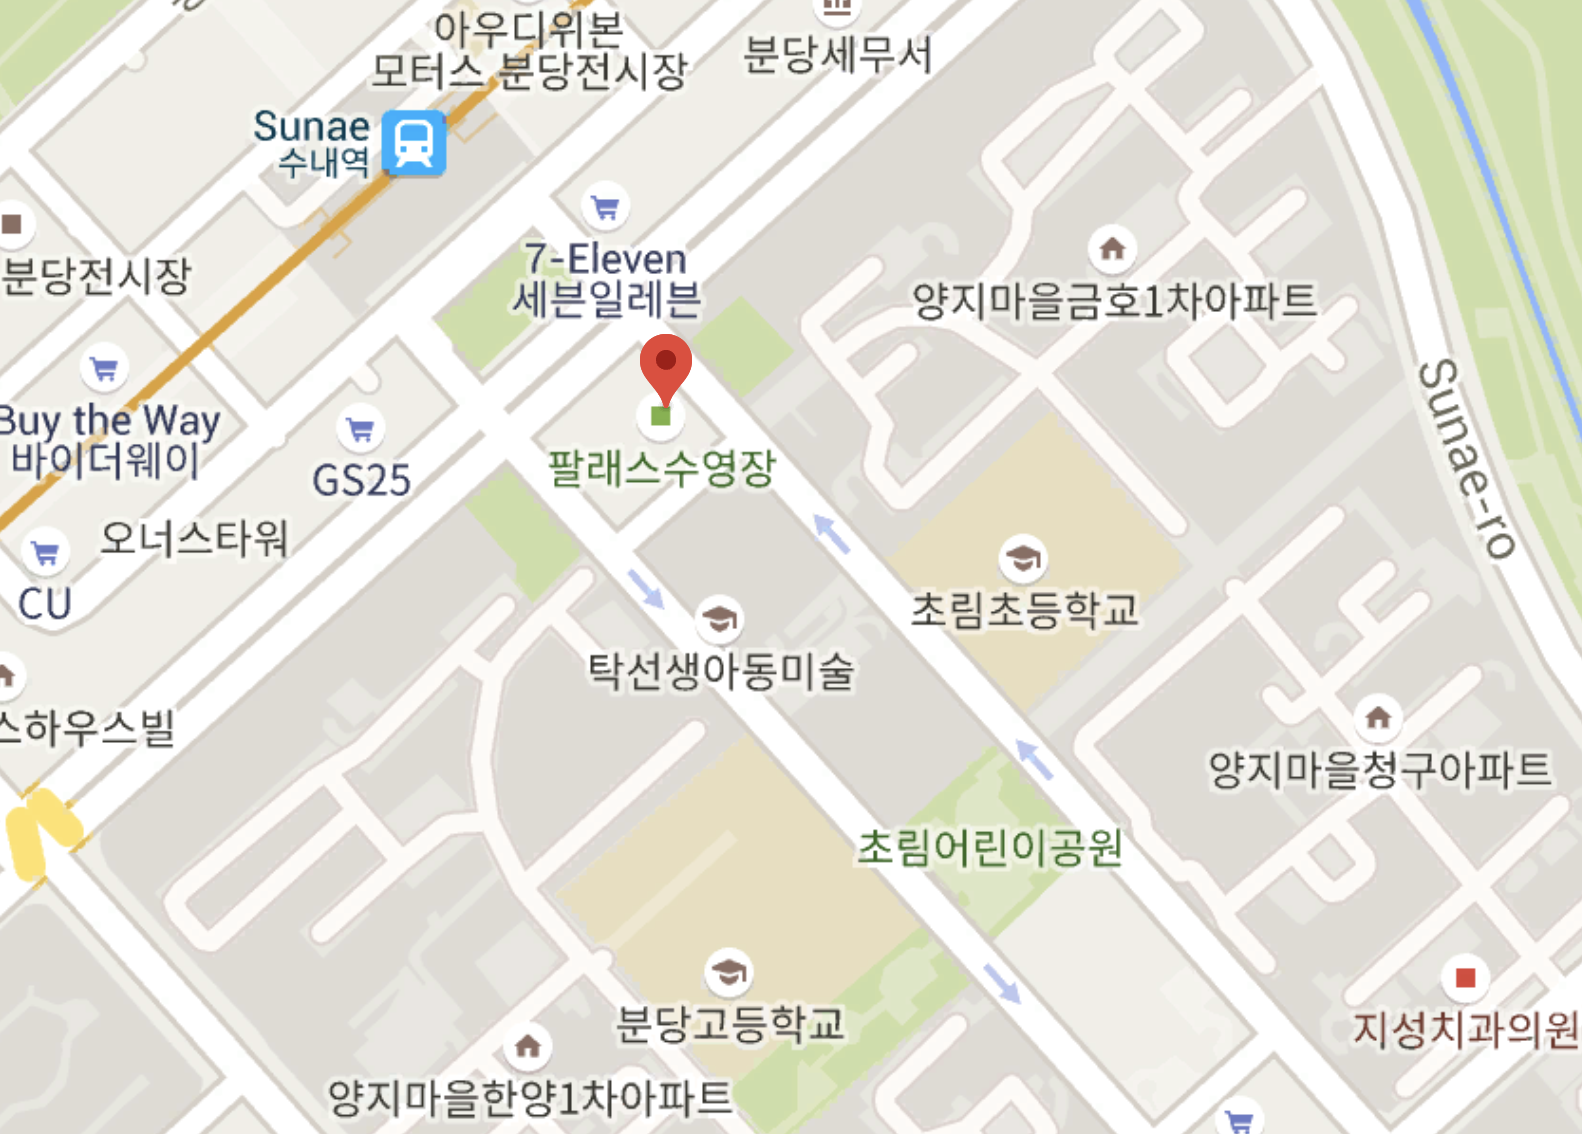 아우디위본
모터스 분당전시장
분당세무서
Sunae
수내역
분당전시장
7-Eleven
세븐일레븐
양지마을금호1차아파트
Buy the Way
바이더웨이
GS25
팔래스수영장
Sunae-ro
오너스타워
CU
초림초등학교
탁선생아동미술
스하우스빌
양지마을청구아파트
초림어린이공원
분당고등학교
지성치과의원
양지마을한양1차아파트